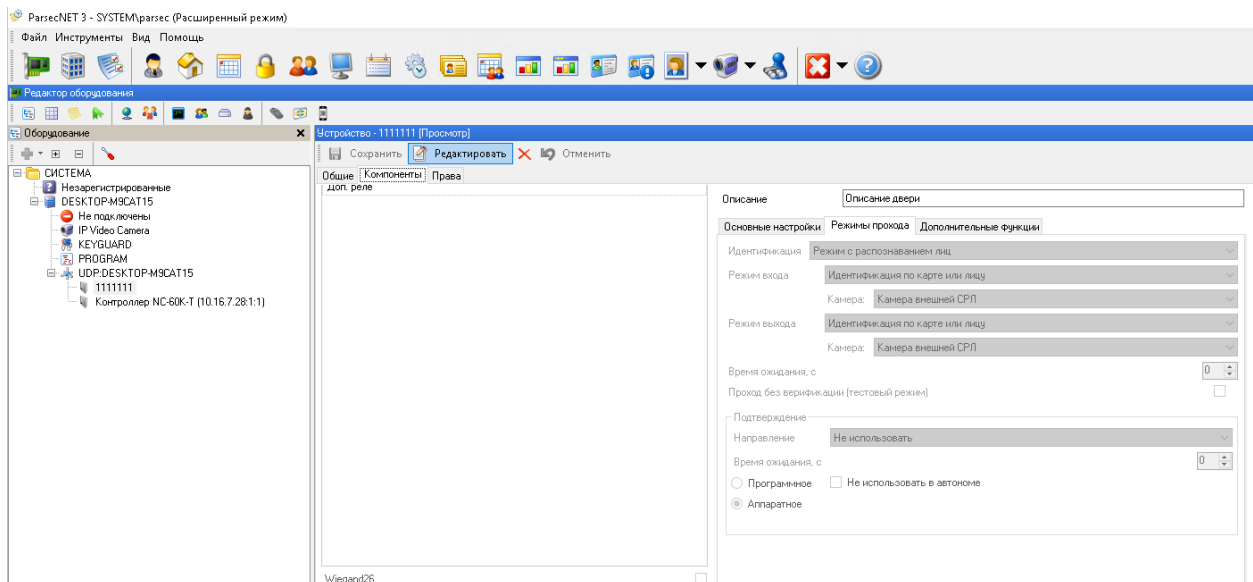 ParsecNET 3 - SYSTEM\parsec (Расширенный режим)
Файл Инструменты Вид Помощь
Редактор оборудования
Оборудование
СИСТЕМА
Незарегистрированные
DESKTOP-M9CAT15
Не подключены
IP Video Camera
KEYGUARD
PROGRAM
UDP:DESKTOP-M9CAT15
1111111
Контроллер NC-60K-T (10.16.7.28:1:1)
Устройство - 1111111 [Просмотр]
Сохранить Редактировать Отменить
Общие Компоненты Права
Доп. реле
Wiegand26
Описание Описание двери
Основные настройки Режимы прохода Дополнительные функции
Идентификация Режим с распознаванием лиц
Режим входа Идентификация по карте или лицу
Камера: Камера внешней СРЛ
Режим выхода Идентификация по карте или лицу
Камера: Камера внешней СРЛ
Время ожидания, с 0
Проход без верификации (тестовый режим)
Подтверждение
Направление Не использовать
Время ожидания, с 0
Программное Не использовать в автономе
Аппаратное